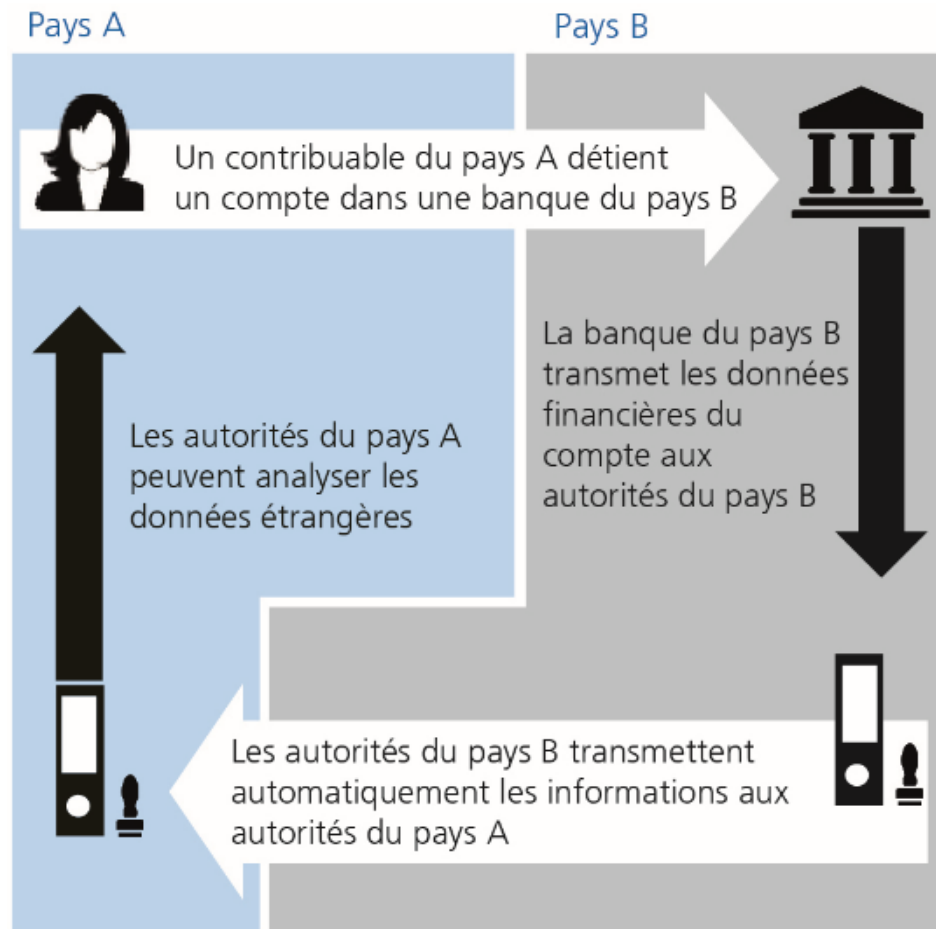 Pays A
Pays B
Un contribuable du pays A détient
un compte dans une banque du pays B
La banque du pays B
transmet les données
financières du
compte aux
autorités du pays B
Les autorités du pays B transmettent
automatiquement les informations aux
autorités du pays A
Les autorités du pays A
peuvent analyser les
données étrangères